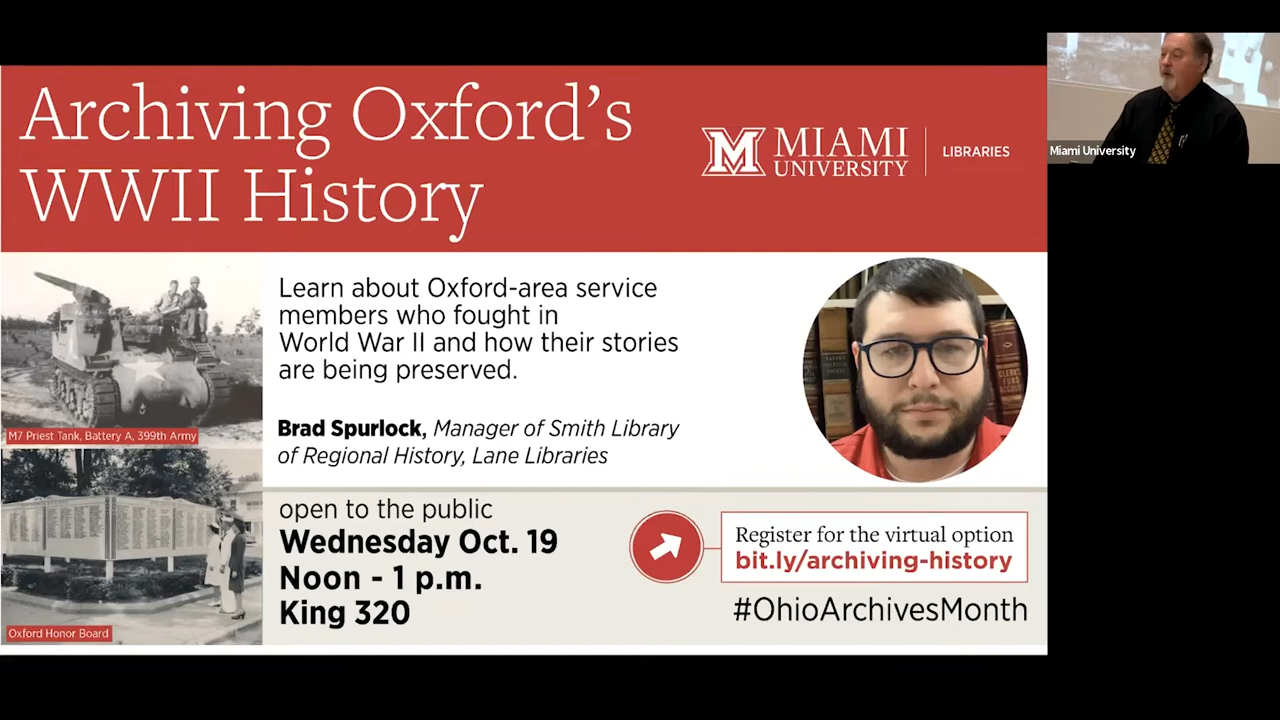 Archiving Oxford's
WWII History
MIAMI
UNIVERSITY
LIBRARIES
Miami University
M7 Priest Tank, Battery A, 399th Army
Oxford Honor Board
Learn about Oxford-area service
members who fought in
World War II and how their stories
are being preserved.
Brad Spurlock, Manager of Smith Library
of Regional History, Lane Libraries
open to the public
Wednesday Oct. 19
Noon - 1 p.m.
King 320
Register for the virtual option
bit.ly/archiving-history
#OhioArchivesMonth